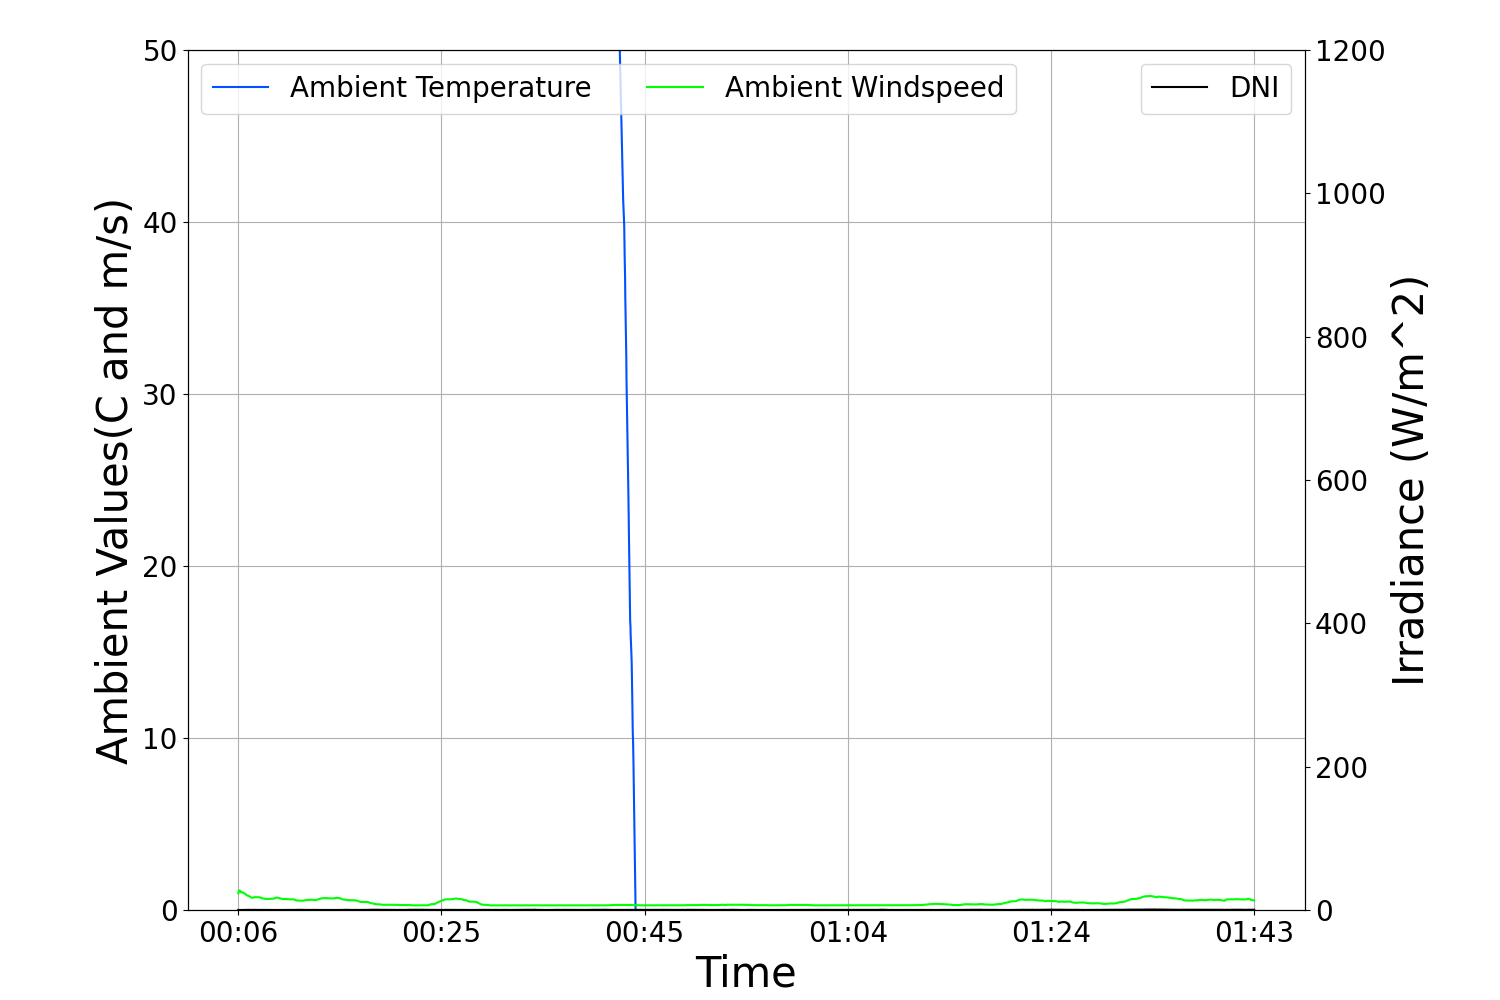 Ambient Temperature Ambient Windspeed DNI
Ambient Values(C and m/s)
50
40
30
20
10
0
1200
1000
800
600
400
200
0
Irradiance (W/m^2)
00:06 00:25 00:45 01:04 01:24 01:43
Time